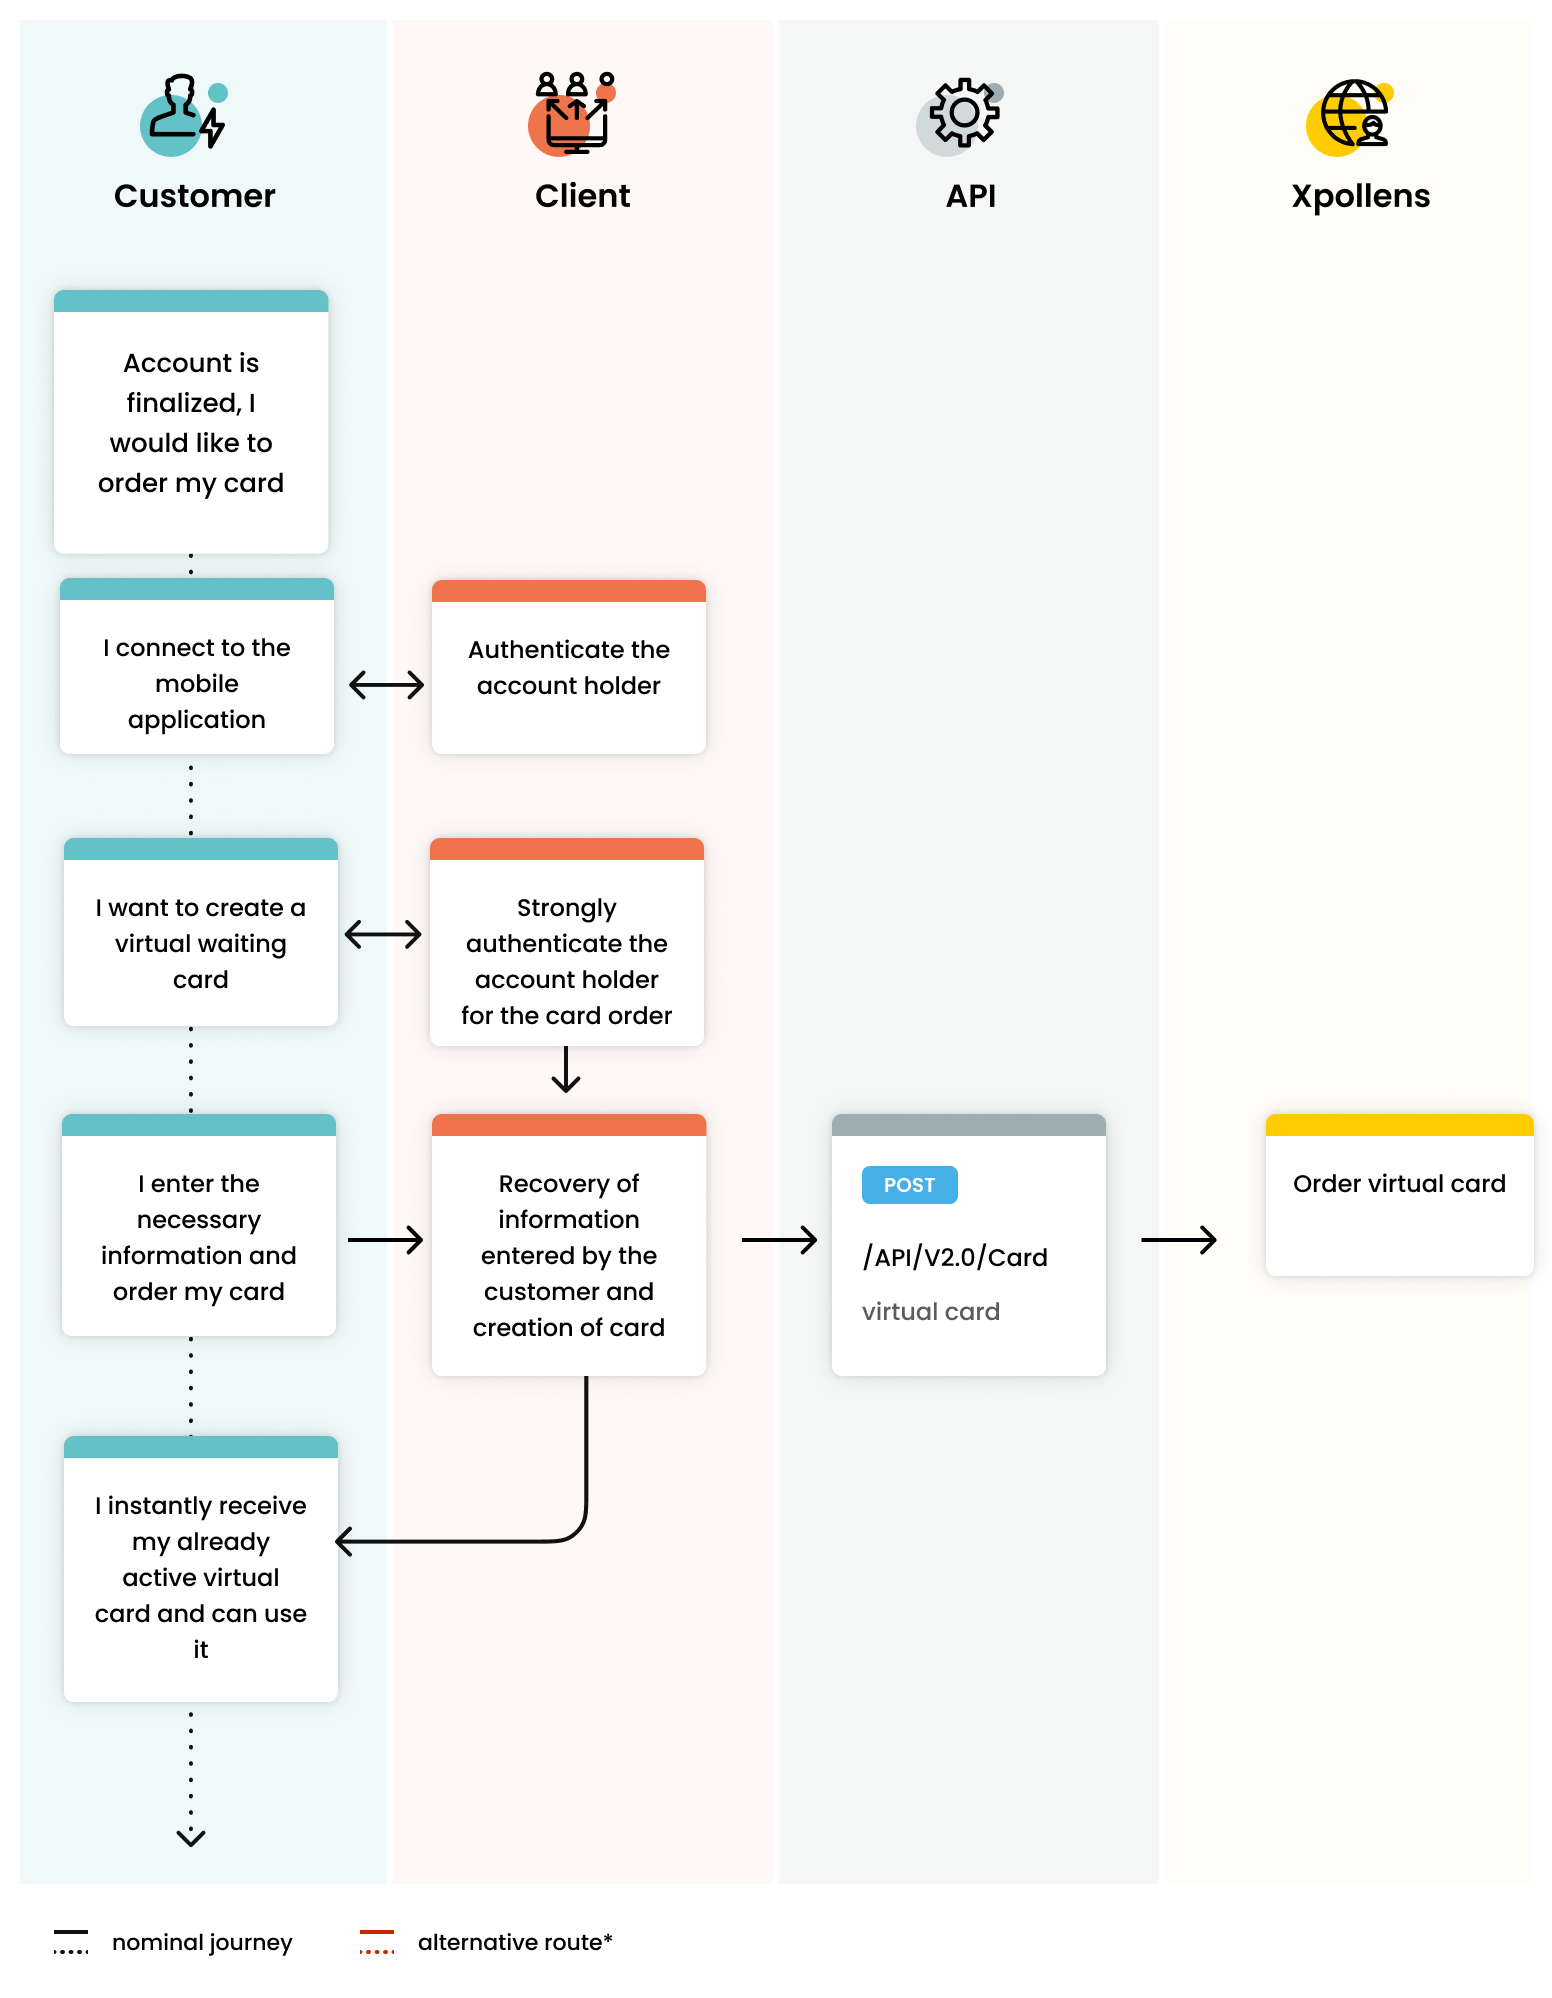 Customer
Client
API
Xpollens
Account is
finalized, I
would like to
order my card
I connect to the
mobile
application
Authenticate the
account holder
I want to create a
virtual waiting
card
Strongly
authenticate the
account holder
for the card order
I enter the
necessary
information and
order my card
Recovery of
information
entered by the
customer and
creation of card
POST
/API/V2.0/Card
virtual card
Order virtual card
I instantly receive
my already
active virtual
card and can use
it
nominal journey
alternative route*